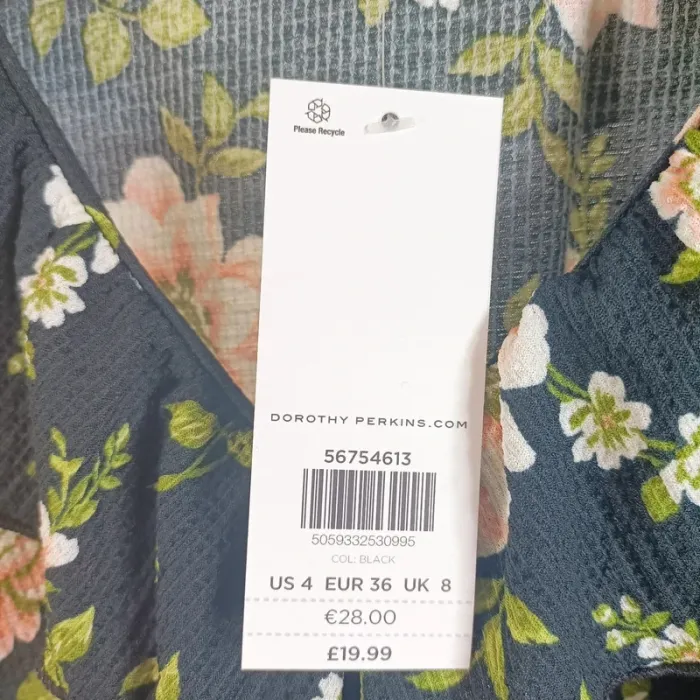 Please Recycle
DOROTHY PERKINS.COM
56754613
5059332530995
COL: BLACK
US 4 EUR 36 UK 8
€28.00
£19.99